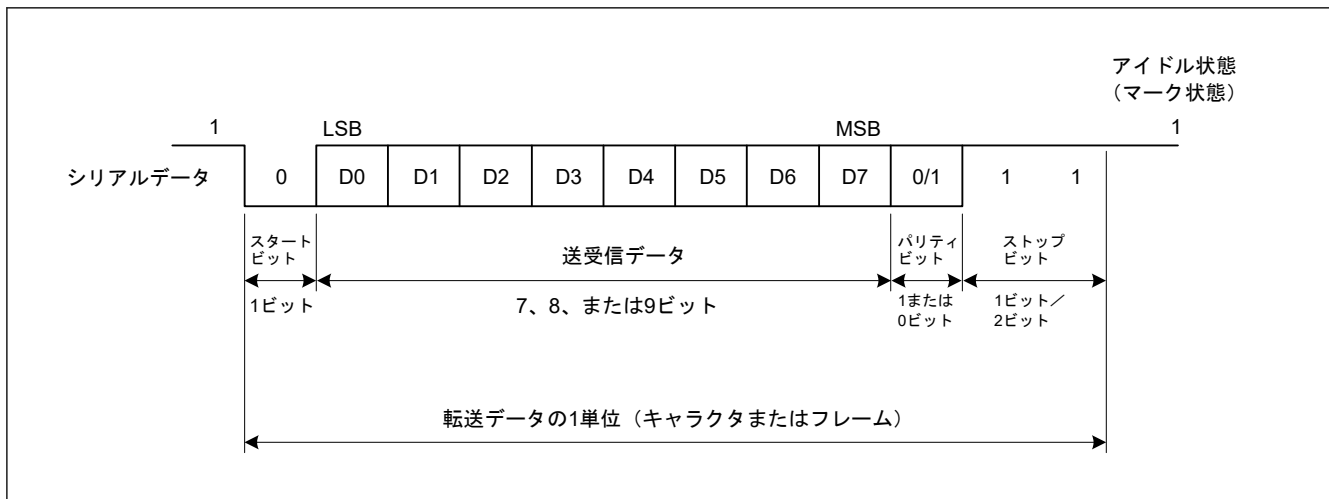 アイドル状態
（マーク状態）
1 LSB MSB 1
シリアルデータ 0 D0 D1 D2 D3 D4 D5 D6 D7 0/1 1 1
スタート
ビット
送受信データ
パリティ
ビット
ストップ
ビット
1ビット
7、8、または9ビット
1または
0ビット
1ビット／
2ビット
転送データの1単位（キャラクタまたはフレーム）